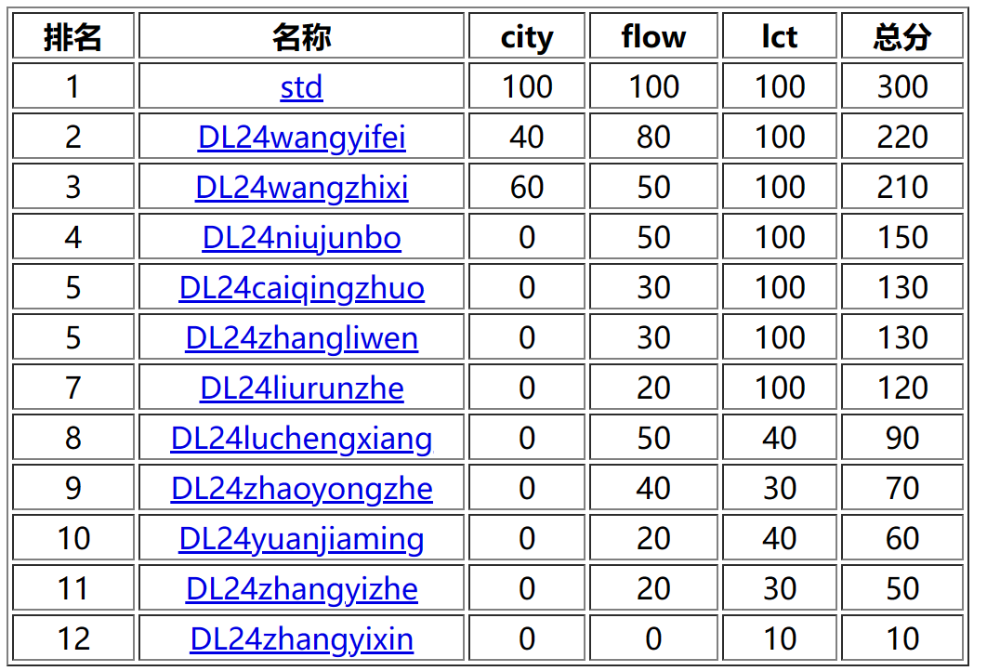 排名 名称 city flow lct 总分
1 std 100 100 100 300
2 DL24wangyifei 40 80 100 220
3 DL24wangzhixi 60 50 100 210
4 DL24niujunbo 0 50 100 150
5 DL24caiqingzhuo 0 30 100 130
5 DL24zhangliwen 0 30 100 130
7 DL24liurunzhe 0 20 100 120
8 DL24luchengxiang 0 50 40 90
9 DL24zhaoyongzhe 0 40 30 70
10 DL24yuanjiaming 0 20 40 60
11 DL24zhangyizhe 0 20 30 50
12 DL24zhangyixin 0 0 10 10